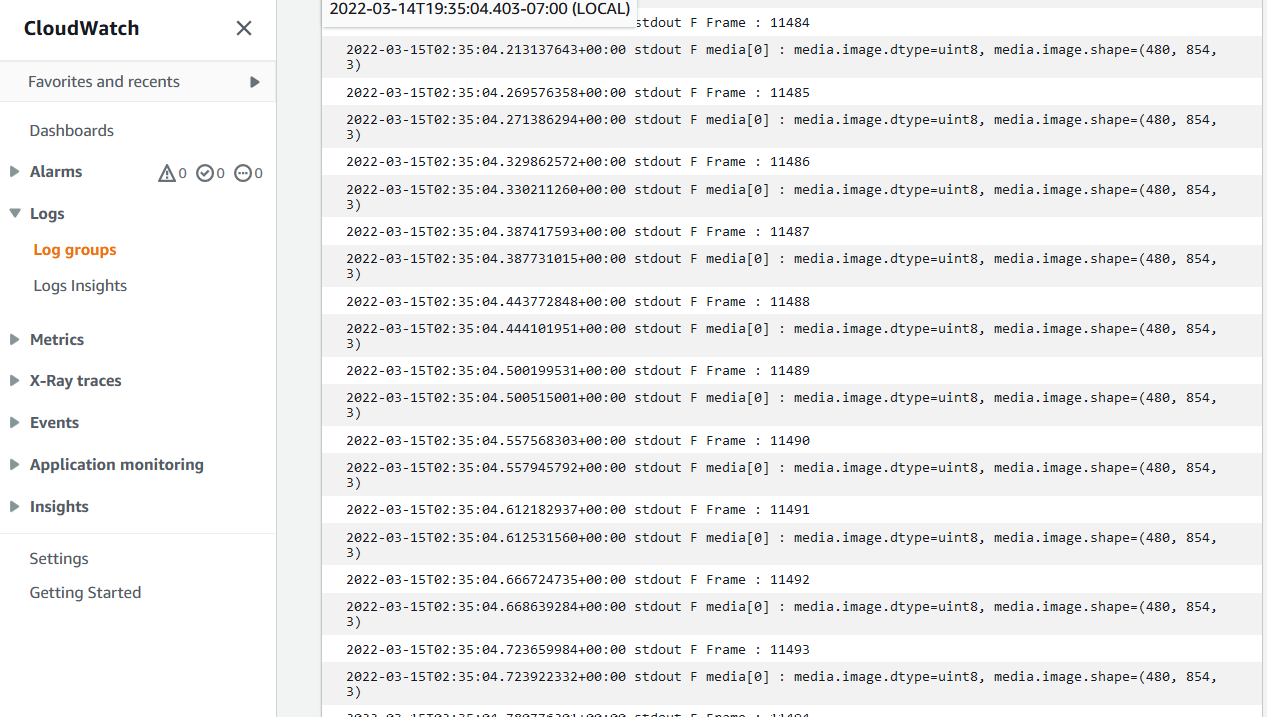 CloudWatch
Favorites and recents
Dashboards
Alarms 0 0 0
Logs
Log groups
Logs Insights
Metrics
X-Ray traces
Events
Application monitoring
Insights
Settings
Getting Started
2022-03-14T19:35:04.403-07:00 (LOCAL)
stdout F Frame : 11484
2022-03-15T02:35:04.213137643+00:00 stdout F media[0] : media.image.dtype=uint8, media.image.shape=(480, 854,
3)
2022-03-15T02:35:04.269576358+00:00 stdout F Frame : 11485
2022-03-15T02:35:04.271386294+00:00 stdout F media[0] : media.image.dtype=uint8, media.image.shape=(480, 854,
3)
2022-03-15T02:35:04.329862572+00:00 stdout F Frame : 11486
2022-03-15T02:35:04.330211260+00:00 stdout F media[0] : media.image.dtype=uint8, media.image.shape=(480, 854,
3)
2022-03-15T02:35:04.387417593+00:00 stdout F Frame : 11487
2022-03-15T02:35:04.387731015+00:00 stdout F media[0] : media.image.dtype=uint8, media.image.shape=(480, 854,
3)
2022-03-15T02:35:04.443772848+00:00 stdout F Frame : 11488
2022-03-15T02:35:04.444101951+00:00 stdout F media[0] : media.image.dtype=uint8, media.image.shape=(480, 854,
3)
2022-03-15T02:35:04.500199531+00:00 stdout F Frame : 11489
2022-03-15T02:35:04.500515001+00:00 stdout F media[0] : media.image.dtype=uint8, media.image.shape=(480, 854,
3)
2022-03-15T02:35:04.557568303+00:00 stdout F Frame : 11490
2022-03-15T02:35:04.557945792+00:00 stdout F media[0] : media.image.dtype=uint8, media.image.shape=(480, 854,
3)
2022-03-15T02:35:04.612182937+00:00 stdout F Frame : 11491
2022-03-15T02:35:04.612531560+00:00 stdout F media[0] : media.image.dtype=uint8, media.image.shape=(480, 854,
3)
2022-03-15T02:35:04.666724735+00:00 stdout F Frame : 11492
2022-03-15T02:35:04.668639284+00:00 stdout F media[0] : media.image.dtype=uint8, media.image.shape=(480, 854,
3)
2022-03-15T02:35:04.723659984+00:00 stdout F Frame : 11493
2022-03-15T02:35:04.723922332+00:00 stdout F media[0] : media.image.dtype=uint8, media.image.shape=(480, 854,
3)
stdout F Frame : 11494